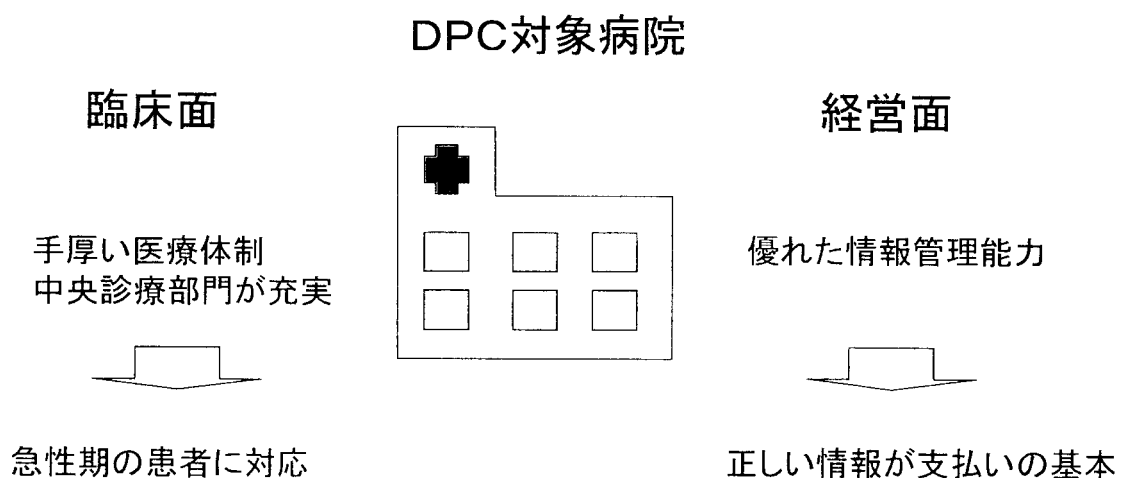 DPC対象病院
臨床面
経営面
手厚い医療体制
中央診療部門が充実
優れた情報管理能力
急性期の患者に対応
正しい情報が支払いの基本